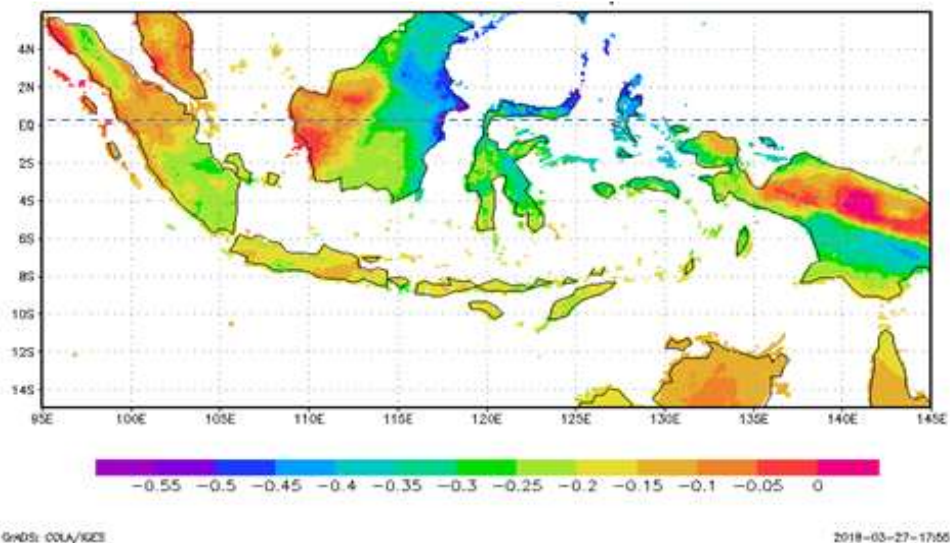 4N
2N
EQ
2S
4S
6S
8S
10S
12S
14S
95E 100E 105E 110E 115E 120E 125E 130E 135E 140E 145E
-0.55 -0.5 -0.45 -0.4 -0.35 -0.3 -0.25 -0.2 -0.15 -0.1 -0.05 0
GrADS: COLA/IGES 2018-03-27-17:55